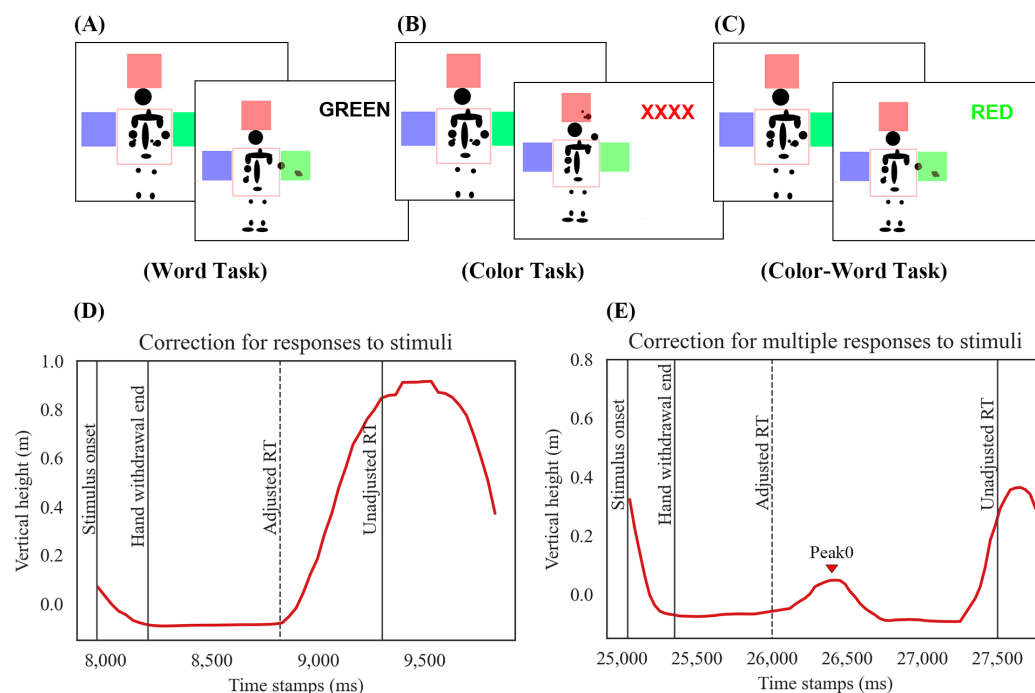 (A)
(B)
(C)
GREEN
XXXX
RED
(Word Task)
(Color Task)
(Color-Word Task)
(D)
Correction for responses to stimuli
Vertical height (m)
1.0
0.8
0.6
0.4
0.2
0.0
Stimulus onset
Hand withdrawal end
Adjusted RT
Unadjusted RT
8,000
8,500
9,000
9,500
Time stamps (ms)
(E)
Correction for multiple responses to stimuli
Vertical height (m)
0.8
0.6
0.4
0.2
0.0
Stimulus onset
Hand withdrawal end
Adjusted RT
Unadjusted RT
Peak0
25,000
25,500
26,000
26,500
27,000
27,500
Time stamps (ms)